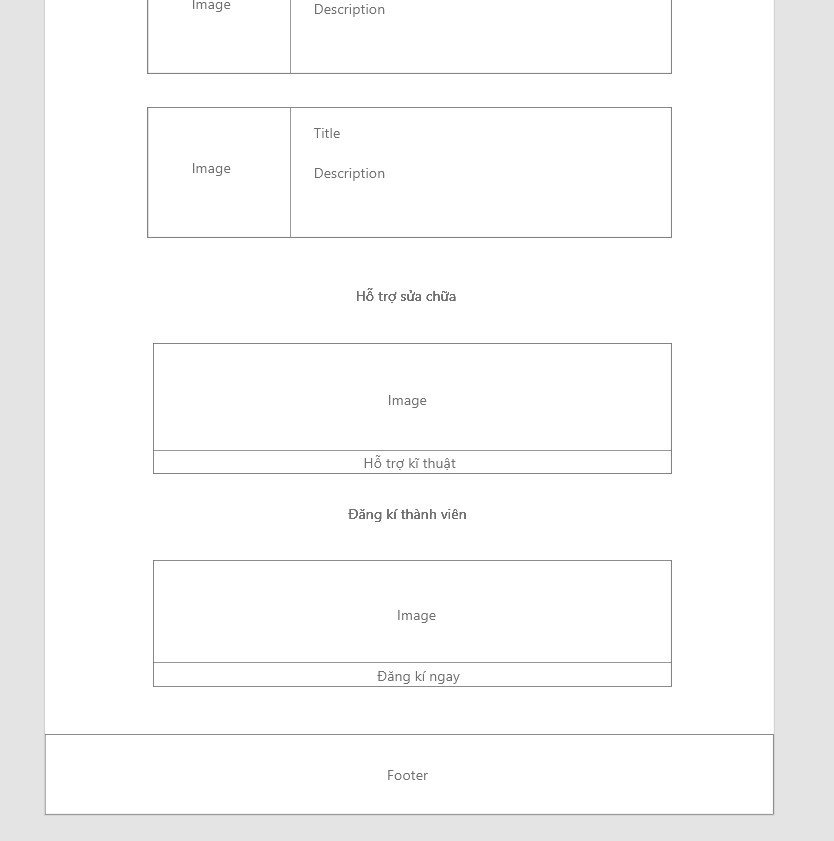 Image
Description
Title
Image
Description
Hỗ trợ sửa chữa
Image
Hỗ trợ kĩ thuật
Đăng kí thành viên
Image
Đăng kí ngay
Footer